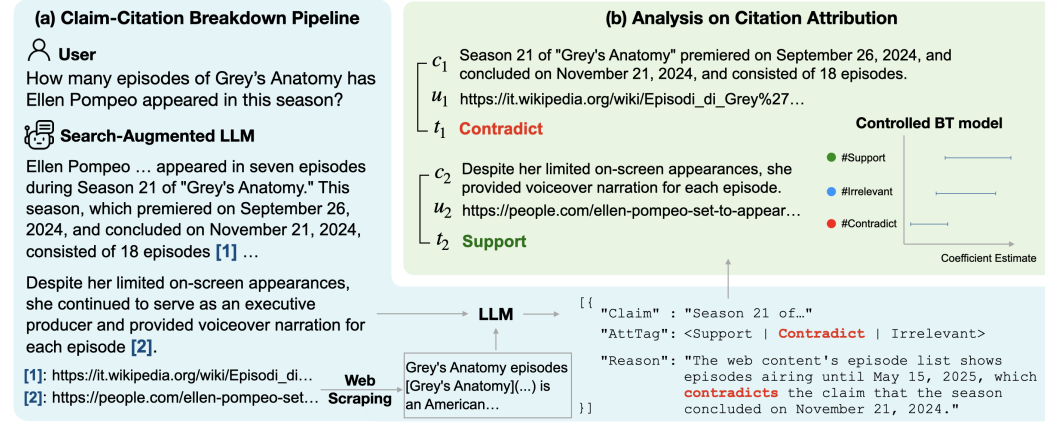 (a) Claim-Citation Breakdown Pipeline
User
How many episodes of Grey's Anatomy has
Ellen Pompeo appeared in this season?
Search-Augmented LLM
Ellen Pompeo … appeared in seven episodes
during Season 21 of "Grey's Anatomy." This
season, which premiered on September 26,
2024, and concluded on November 21, 2024,
consisted of 18 episodes [1] …
Despite her limited on-screen appearances,
she continued to serve as an executive
producer and provided voiceover narration for
each episode [2].
[1]: https://it.wikipedia.org/wiki/Episodi_di…
[2]: https://people.com/ellen-pompeo-set…
Web
Scraping
Grey's Anatomy episodes
[Grey's Anatomy](...) is
an American…
LLM
[{
"Claim" : "Season 21 of…"
"AttTag": <Support | Contradict | Irrelevant>
"Reason": "The web content's episode list shows
episodes airing until May 15, 2025, which
contradicts the claim that the season
concluded on November 21, 2024."
}]
(b) Analysis on Citation Attribution
c1 Season 21 of "Grey's Anatomy" premiered on September 26, 2024, and
concluded on November 21, 2024, and consisted of 18 episodes.
u1 https://it.wikipedia.org/wiki/Episodi_di_Grey%27…
t1 Contradict
c2 Despite her limited on-screen appearances, she
provided voiceover narration for each episode.
u2 https://people.com/ellen-pompeo-set-to-appear…
t2 Support
Controlled BT model
#Support
#Irrelevant
#Contradict
Coefficient Estimate